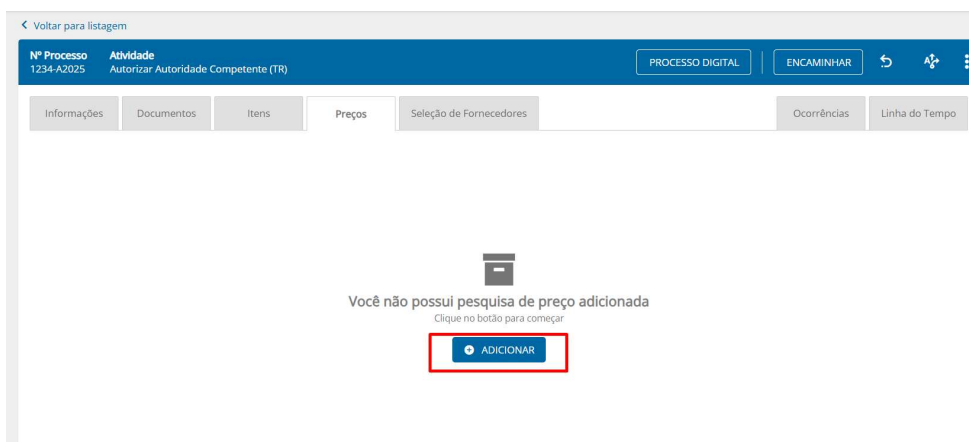 Voltar para listagem
Nº Processo Atividade
1234-A2025 Autorizar Autoridade Competente (TR)
PROCESSO DIGITAL ENCAMINHAR
Informações Documentos Itens Preços Seleção de Fornecedores Ocorrências Linha do Tempo
Você não possui pesquisa de preço adicionada
Clique no botão para começar
ADICIONAR